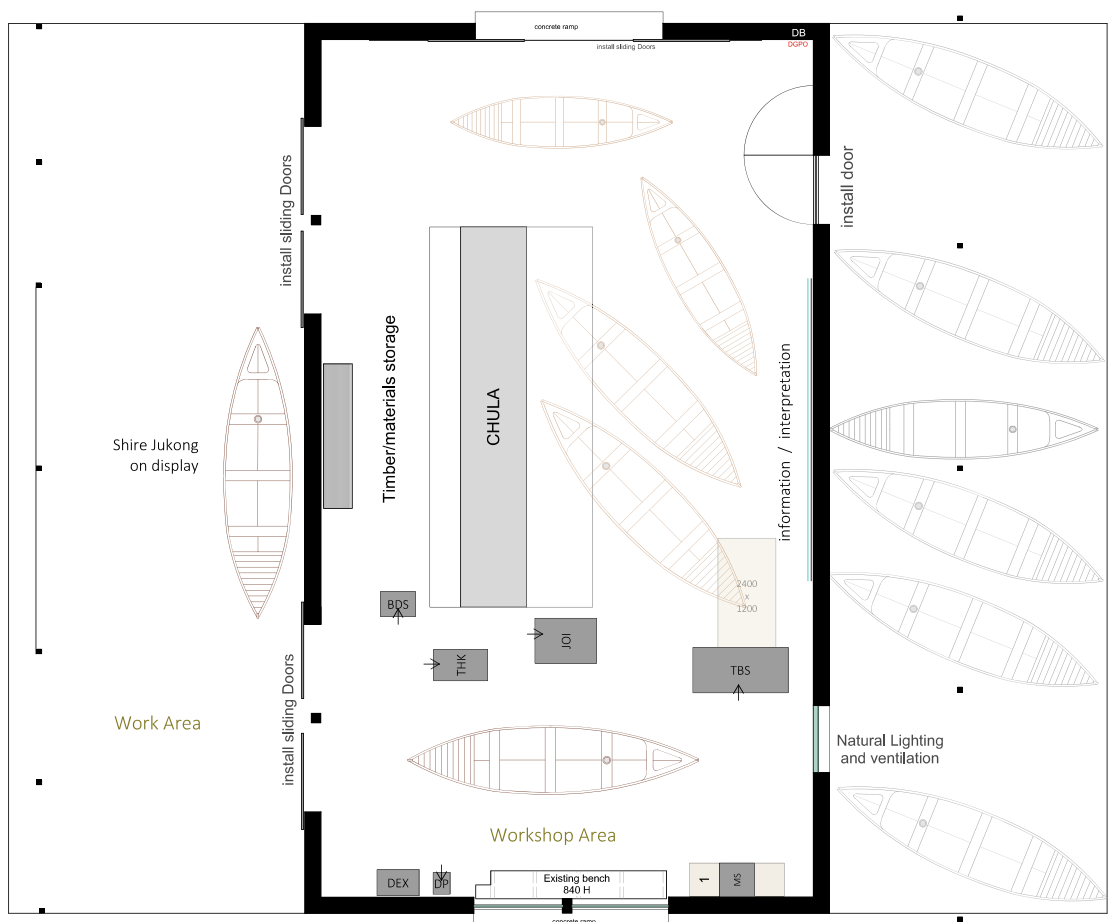 concrete ramp
install sliding Doors
DB
DGPO
install sliding Doors
install door
Timber/materials storage
CHULA
information / interpretation
Shire Jukong
on display
2400
x
1200
BDS
JOI
THK
TBS
Work Area
install sliding Doors
Natural Lighting
and ventilation
Workshop Area
DEX
DP
Existing bench
840 H
1
MS
concrete ramp